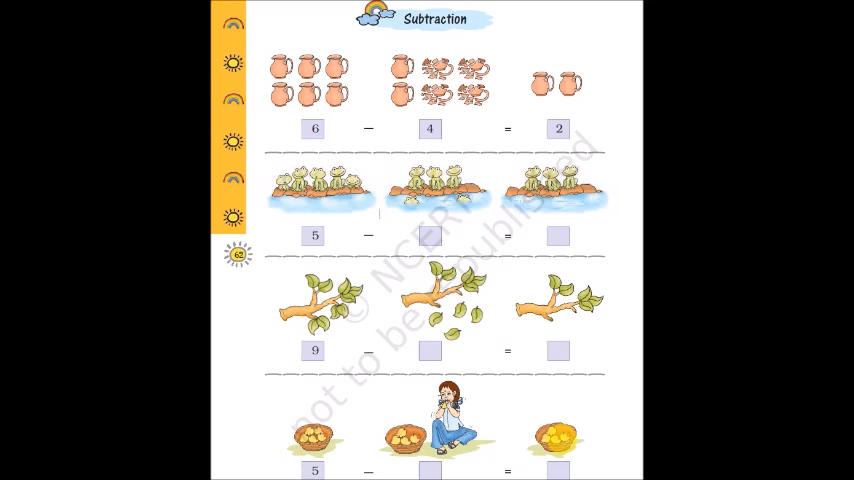 Subtraction
6 – 4 = 2
5 – =
62
9 – =
5 – =
© NCERT
not to be republished